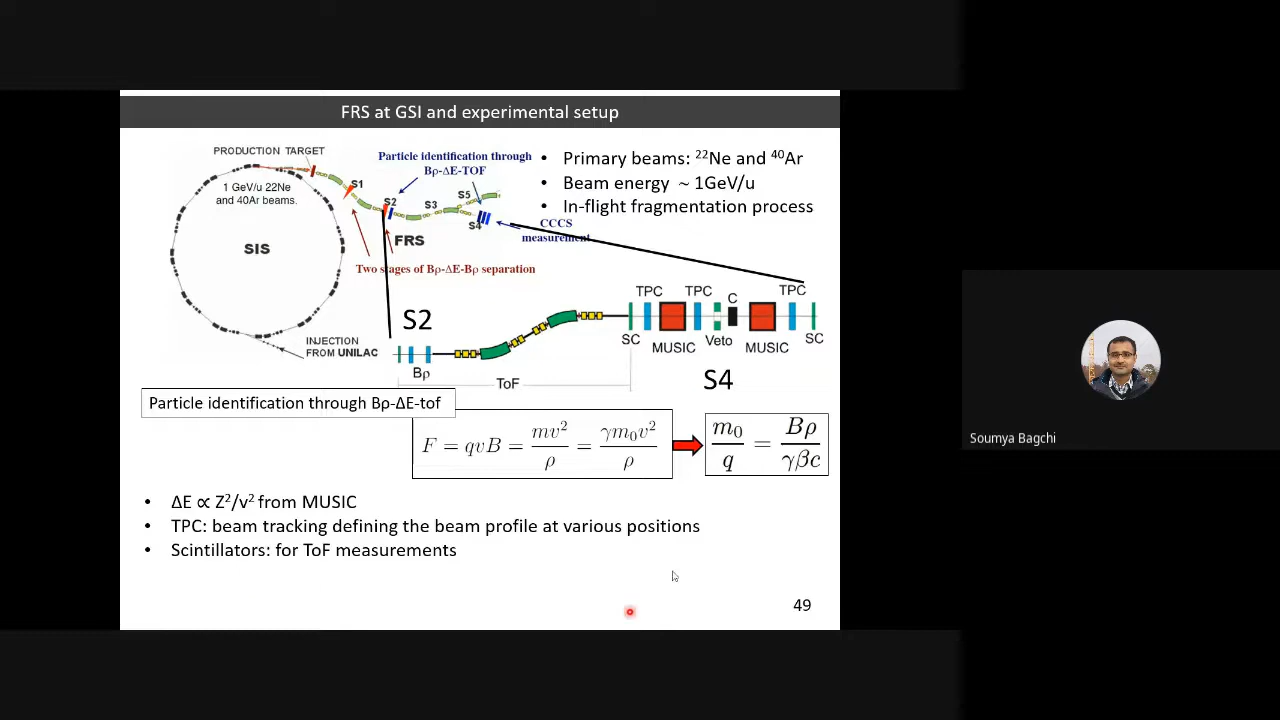 FRS at GSI and experimental setup
PRODUCTION TARGET
1 GeV/u 22Ne
and 40Ar beams.
SIS
INJECTION
FROM UNILAC
Particle identification through
Bρ-ΔE-TOF
S1
S2
S3
S5
S4
FRS
CCCS
measurement
Two stages of Bρ-ΔE-Bρ separation
• Primary beams: ²²Ne and ⁴⁰Ar
• Beam energy ~ 1GeV/u
• In-flight fragmentation process
S2
Bρ
ToF
TPC
TPC
C
TPC
SC
MUSIC
Veto
MUSIC
SC
S4
Particle identification through Bρ-ΔE-tof
F = qvB = mv²/ρ = γm₀v²/ρ
m₀/q = Bρ/γβc
• ΔE ∝ Z²/v² from MUSIC
• TPC: beam tracking defining the beam profile at various positions
• Scintillators: for ToF measurements
49
Soumya Bagchi